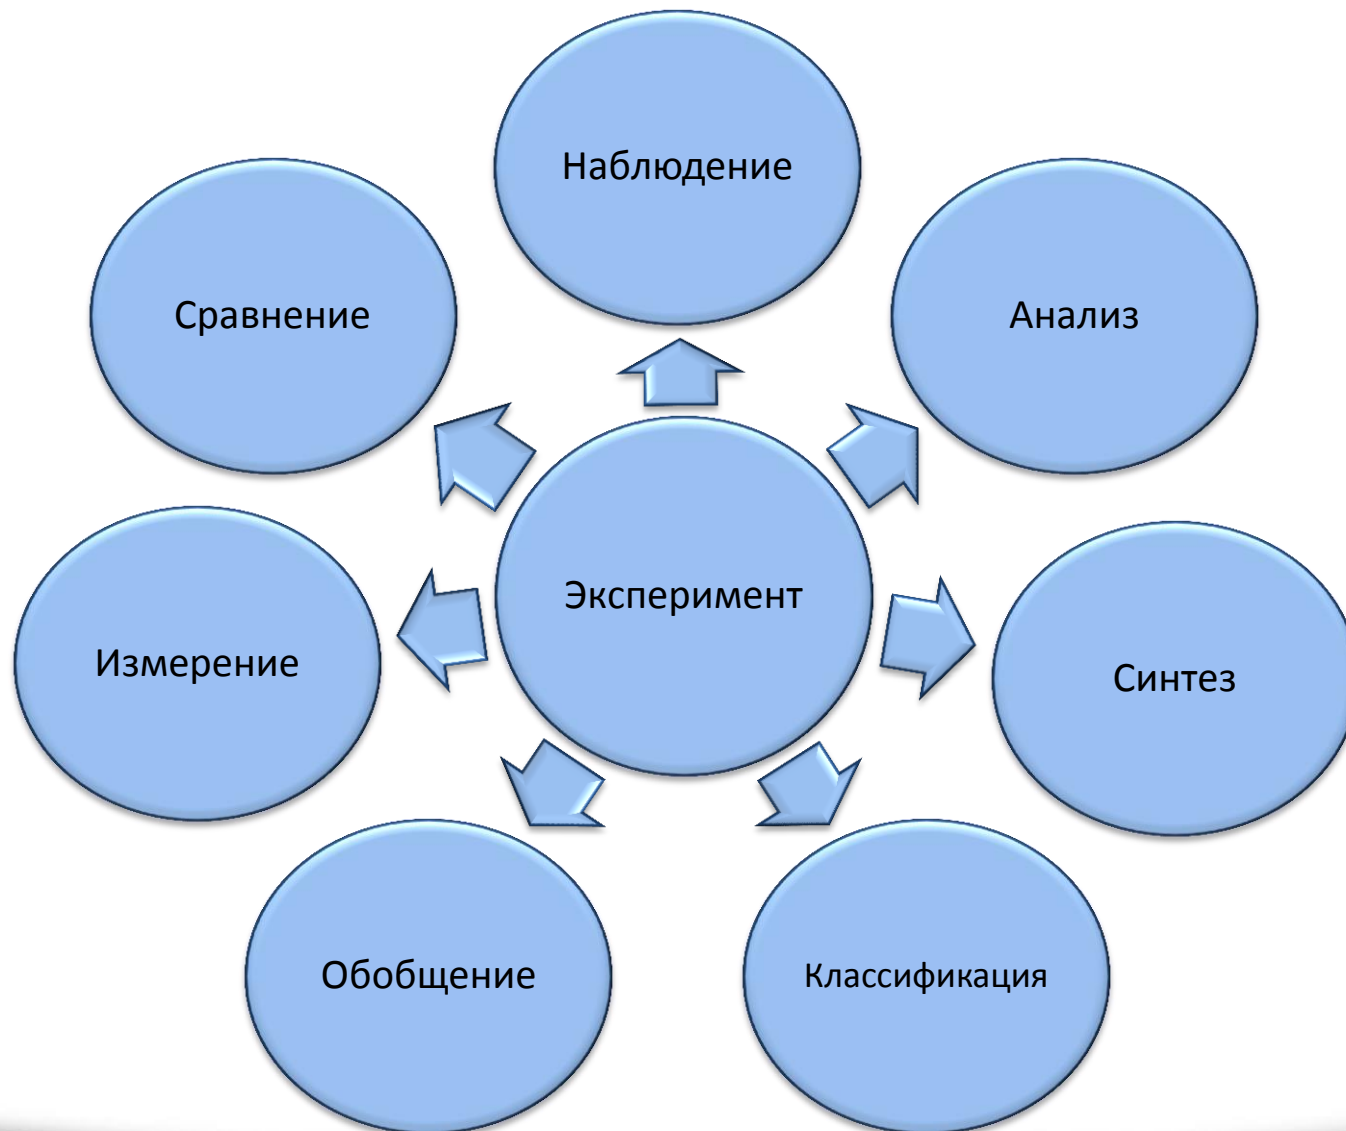 Наблюдение
Сравнение
Анализ
Эксперимент
Измерение
Синтез
Обобщение
Классификация